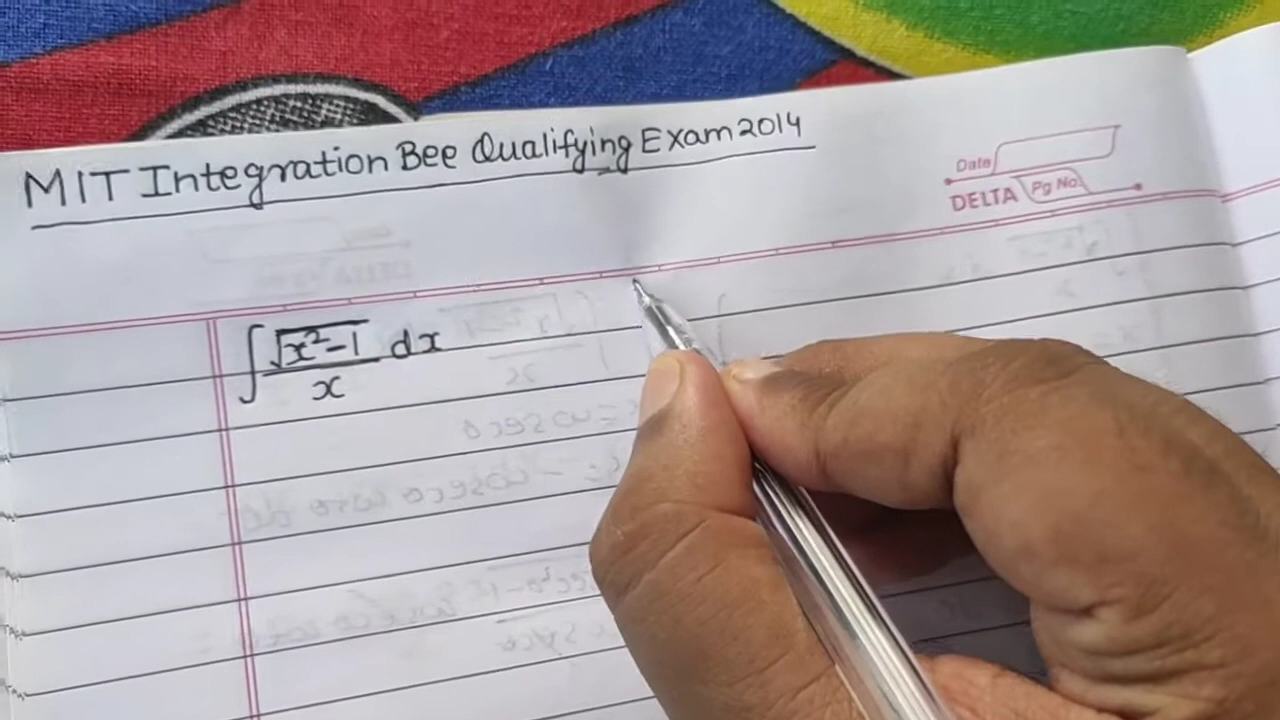 MIT Integration Bee Qualifying Exam 2014
Date
DELTA Pg No.
∫ √(x²-1) / x dx